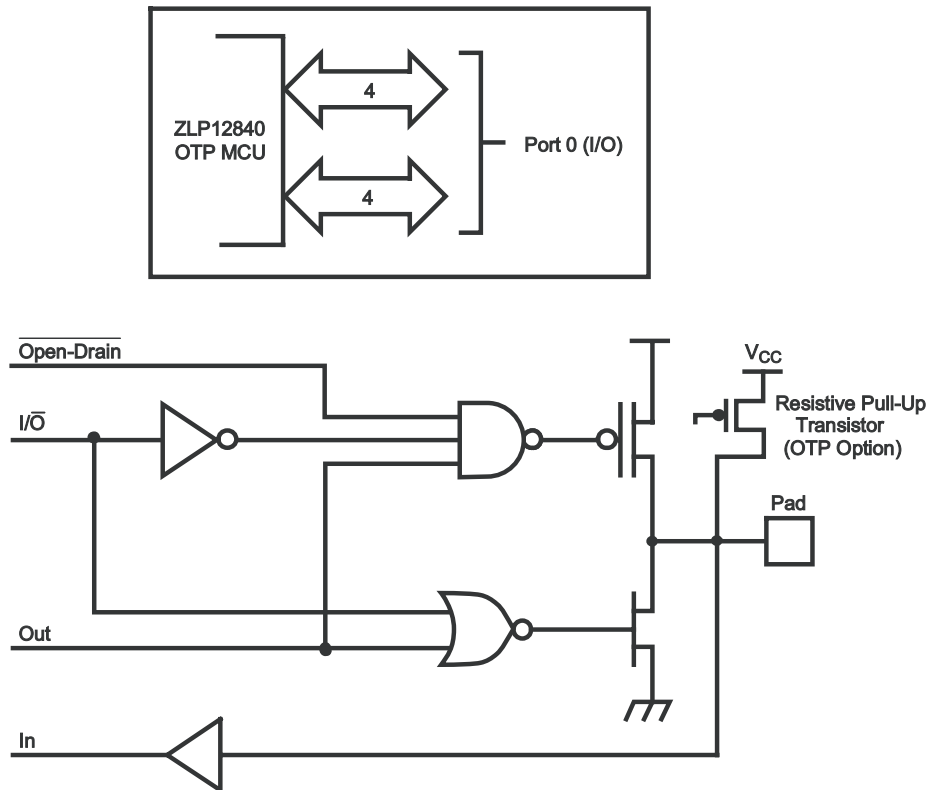 ZLP12840
OTP MCU
4
4
Port 0 (I/O)
Open-Drain
I/O
Out
In
VCC
Resistive Pull-Up
Transistor
(OTP Option)
Pad